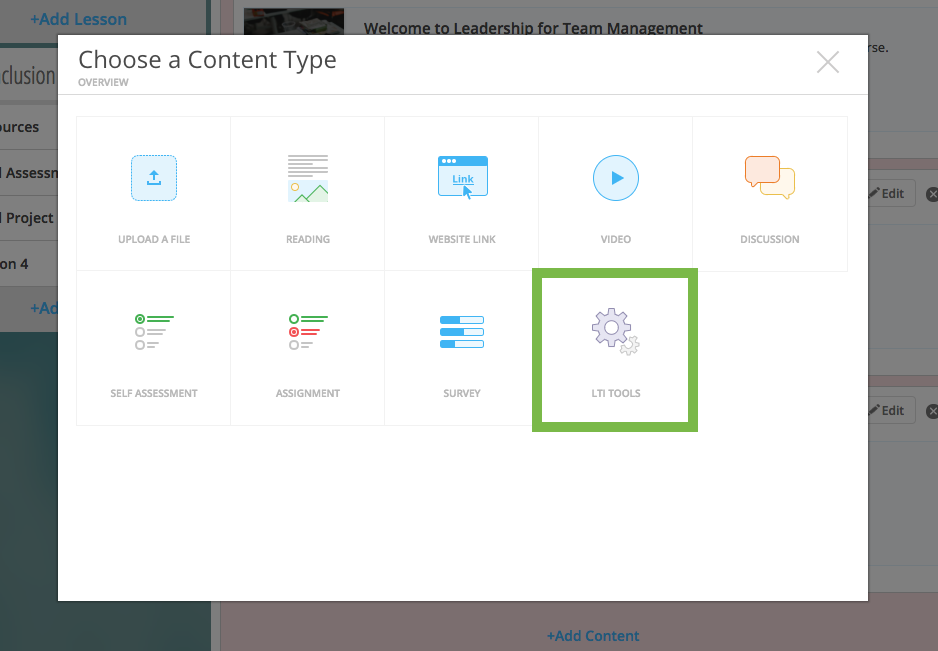 +Add Lesson
Welcome to Leadership for Team Management
Choose a Content Type
OVERVIEW
rse.
clusion
ources
l Assessm
l Project
on 4
+Ad
UPLOAD A FILE
READING
Link
WEBSITE LINK
VIDEO
DISCUSSION
Edit
SELF ASSESSMENT
ASSIGNMENT
SURVEY
LTI TOOLS
Edit
+Add Content